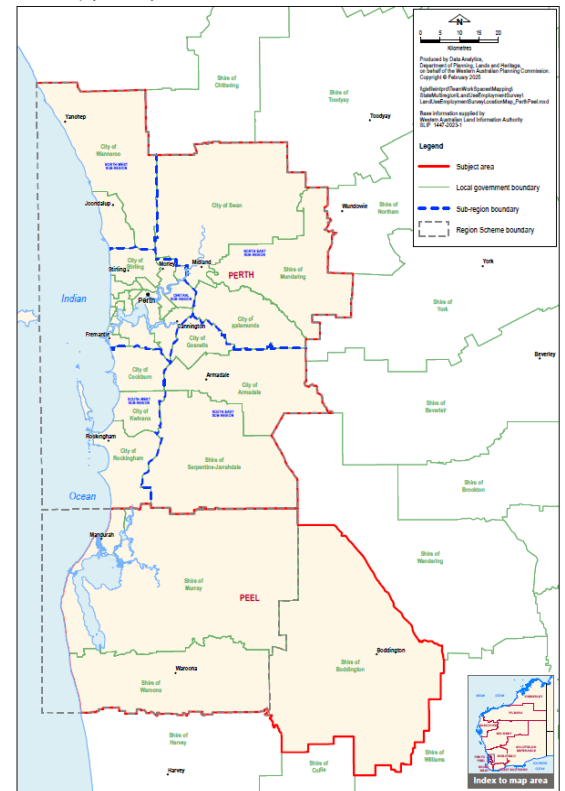 N
0 5 10 15 20
Kilometres
Produced by Data Analytics,
Department of Planning, Lands and Heritage,
on behalf of the Western Australian Planning Commission.
Copyright © February 2025
Base information supplied by
Western Australian Land Information Authority
SLIP 1447-2023-1
Legend
Subject area
Local government boundary
Sub-region boundary
Region Scheme boundary
Shire of
Chittering
Shire of
Toodyay
Toodyay
Yanchep
City of
Wanneroo
NORTH-WEST
SUB-REGION
Joondalup
City of Swan
Wundowie
Shire of
Northam
York
City of
Stirling
Stirling
Morley
Midland
NORTH-EAST
SUB-REGION
PERTH
Shire of
Mundaring
Indian
Perth
CENTRAL
SUB-REGION
Cannington
City of
Kalamunda
Shire of
York
Fremantle
City of
Gosnells
Beverley
City of
Cockburn
Armadale
City of
Armadale
SOUTH-WEST
SUB-REGION
SOUTH-EAST
SUB-REGION
Shire of
Beverley
City of
Kwinana
Rockingham
City of
Rockingham
Shire of
Serpentine-Jarrahdale
Shire of
Brookton
Ocean
Mandurah
Shire of
Wandering
Shire of
Murray
PEEL
Boddington
Shire of
Boddington
Waroona
Shire of
Waroona
Shire of
Harvey
Harvey
Shire of
Cuffie
Shire of
Williams
KIMBERLEY
PILBARA
Index to map area